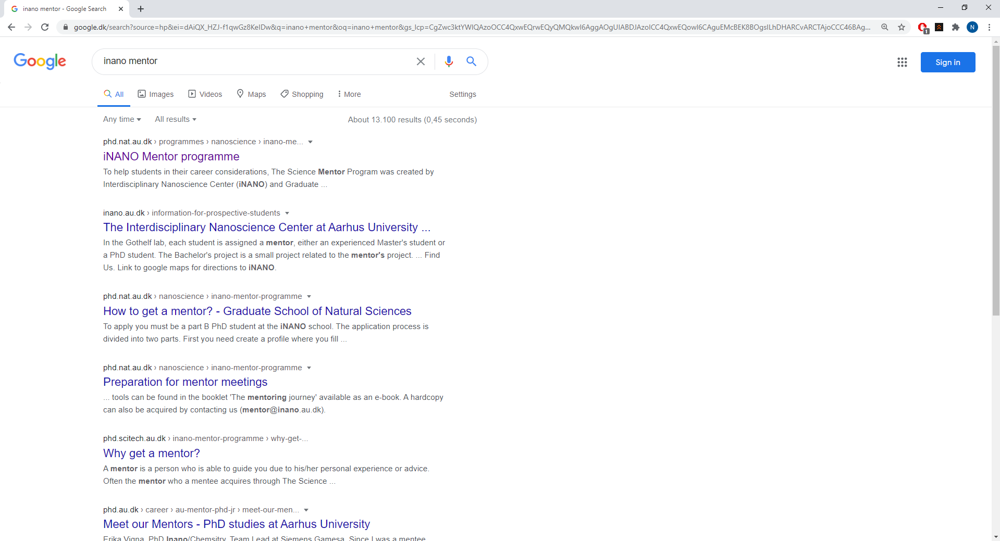 inano mentor - Google Search
google.dk/search?source=hp&ei=dAiQX_HZJ-f1qwGz8KeIDw&q=inano+mentor&oq=inano+mentor&gs_lcp=
1
N
Google
inano mentor
Sign in
All Images Videos Maps Shopping More Settings
Any time All results About 13.100 results (0,45 seconds)
phd.nat.au.dk › programmes › nanoscience › inano-me...
iNANO Mentor programme
To help students in their career considerations, The Science Mentor Program was created by
Interdisciplinary Nanoscience Center (iNANO) and Graduate ...
inano.au.dk › information-for-prospective-students
The Interdisciplinary Nanoscience Center at Aarhus University ...
In the Gothelf lab, each student is assigned a mentor, either an experienced Master's student or
a PhD student. The Bachelor's project is a small project related to the mentor's project. ... Find
Us. Link to google maps for directions to iNANO.
phd.nat.au.dk › nanoscience › inano-mentor-programme
How to get a mentor? - Graduate School of Natural Sciences
To apply you must be a part B PhD student at the iNANO school. The application process is
divided into two parts. First you need create a profile where you fill ...
phd.nat.au.dk › nanoscience › inano-mentor-programme
Preparation for mentor meetings
... tools can be found in the booklet 'The mentoring journey' available as an e-book. A hardcopy
can also be acquired by contacting us (mentor@inano.au.dk).
phd.scitech.au.dk › inano-mentor-programme › why-get-...
Why get a mentor?
A mentor is a person who is able to guide you due to his/her personal experience or advice.
Often the mentor who a mentee acquires through The Science ...
phd.au.dk › career › au-mentor-phd-jr › meet-our-men...
Meet our Mentors - PhD studies at Aarhus University
Erika Vigna, PhD Inano/Chemsitry, Team Lead at Siemens Gamesa. Since I was a mentee